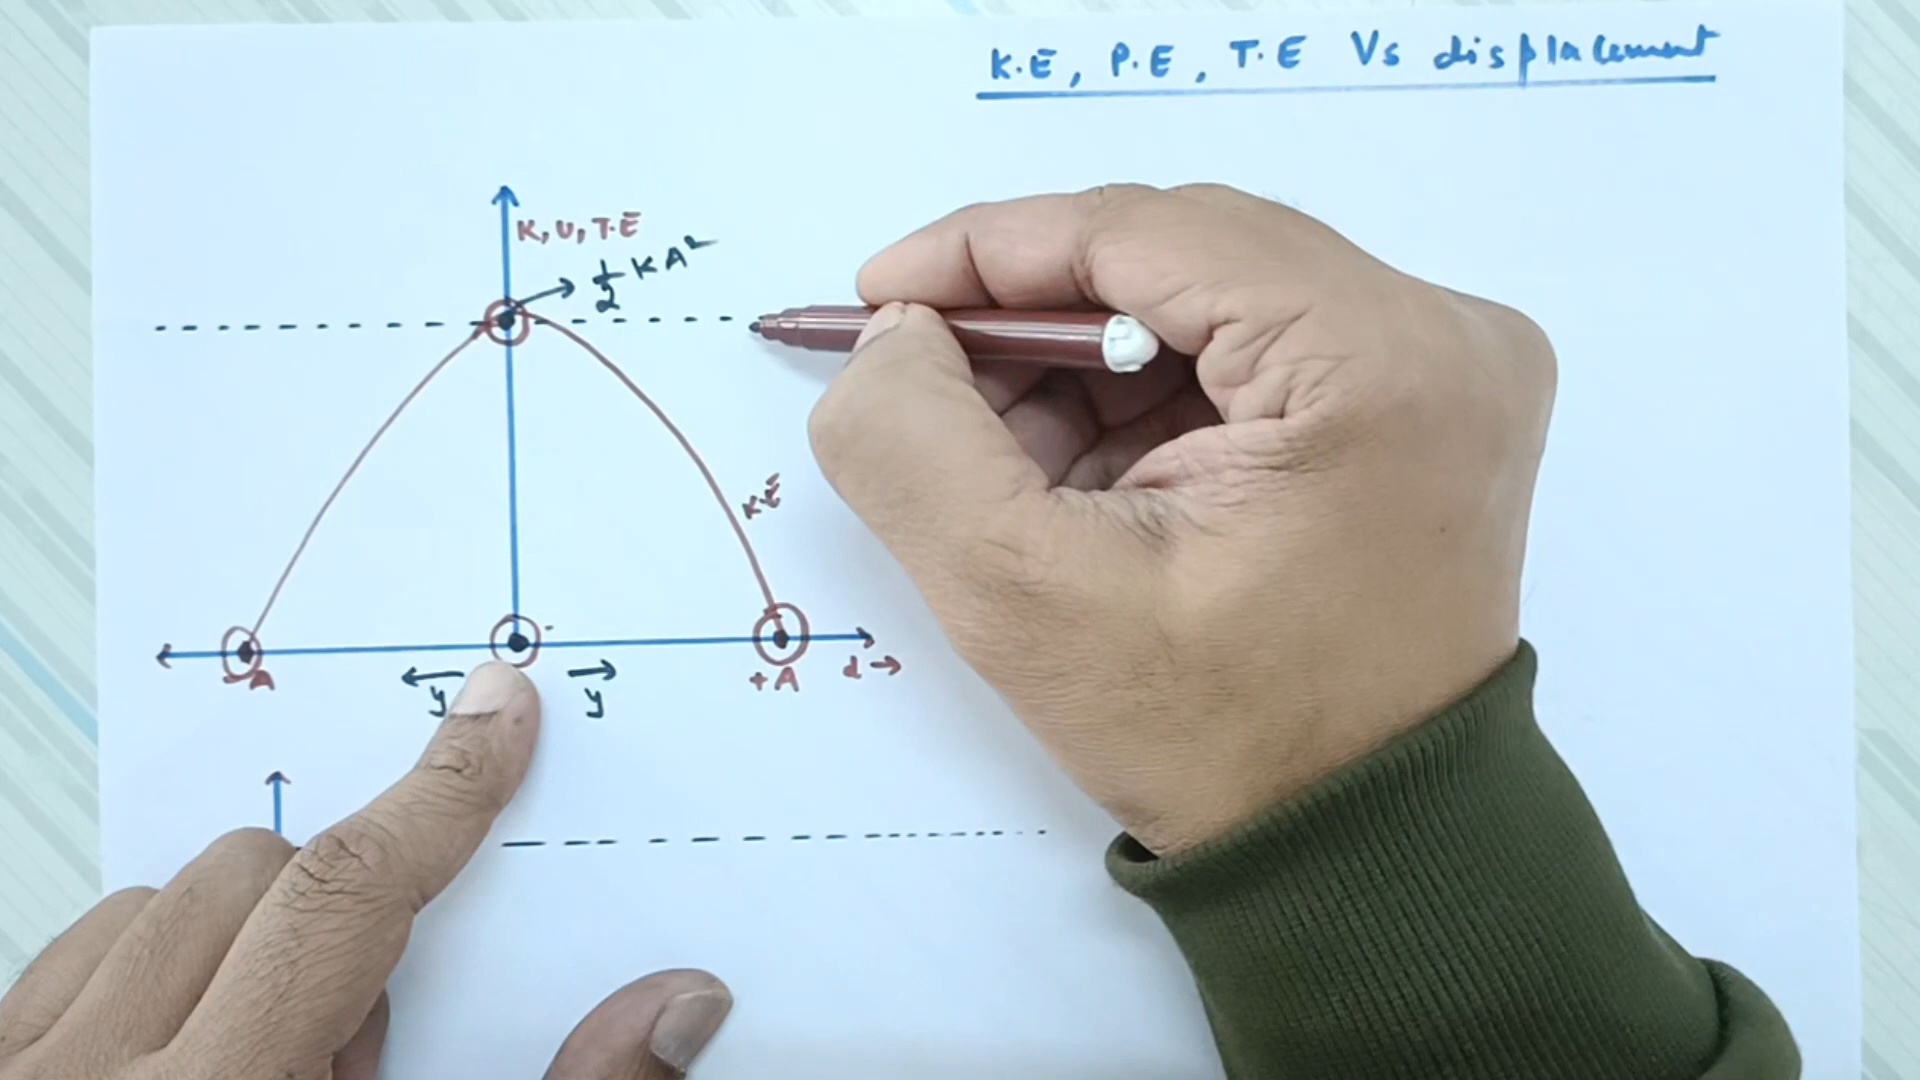 K.E, P.E, T.E Vs displacement
K, U, T.E
1/2 KA²
K.E
-A
y
y
+A
d →